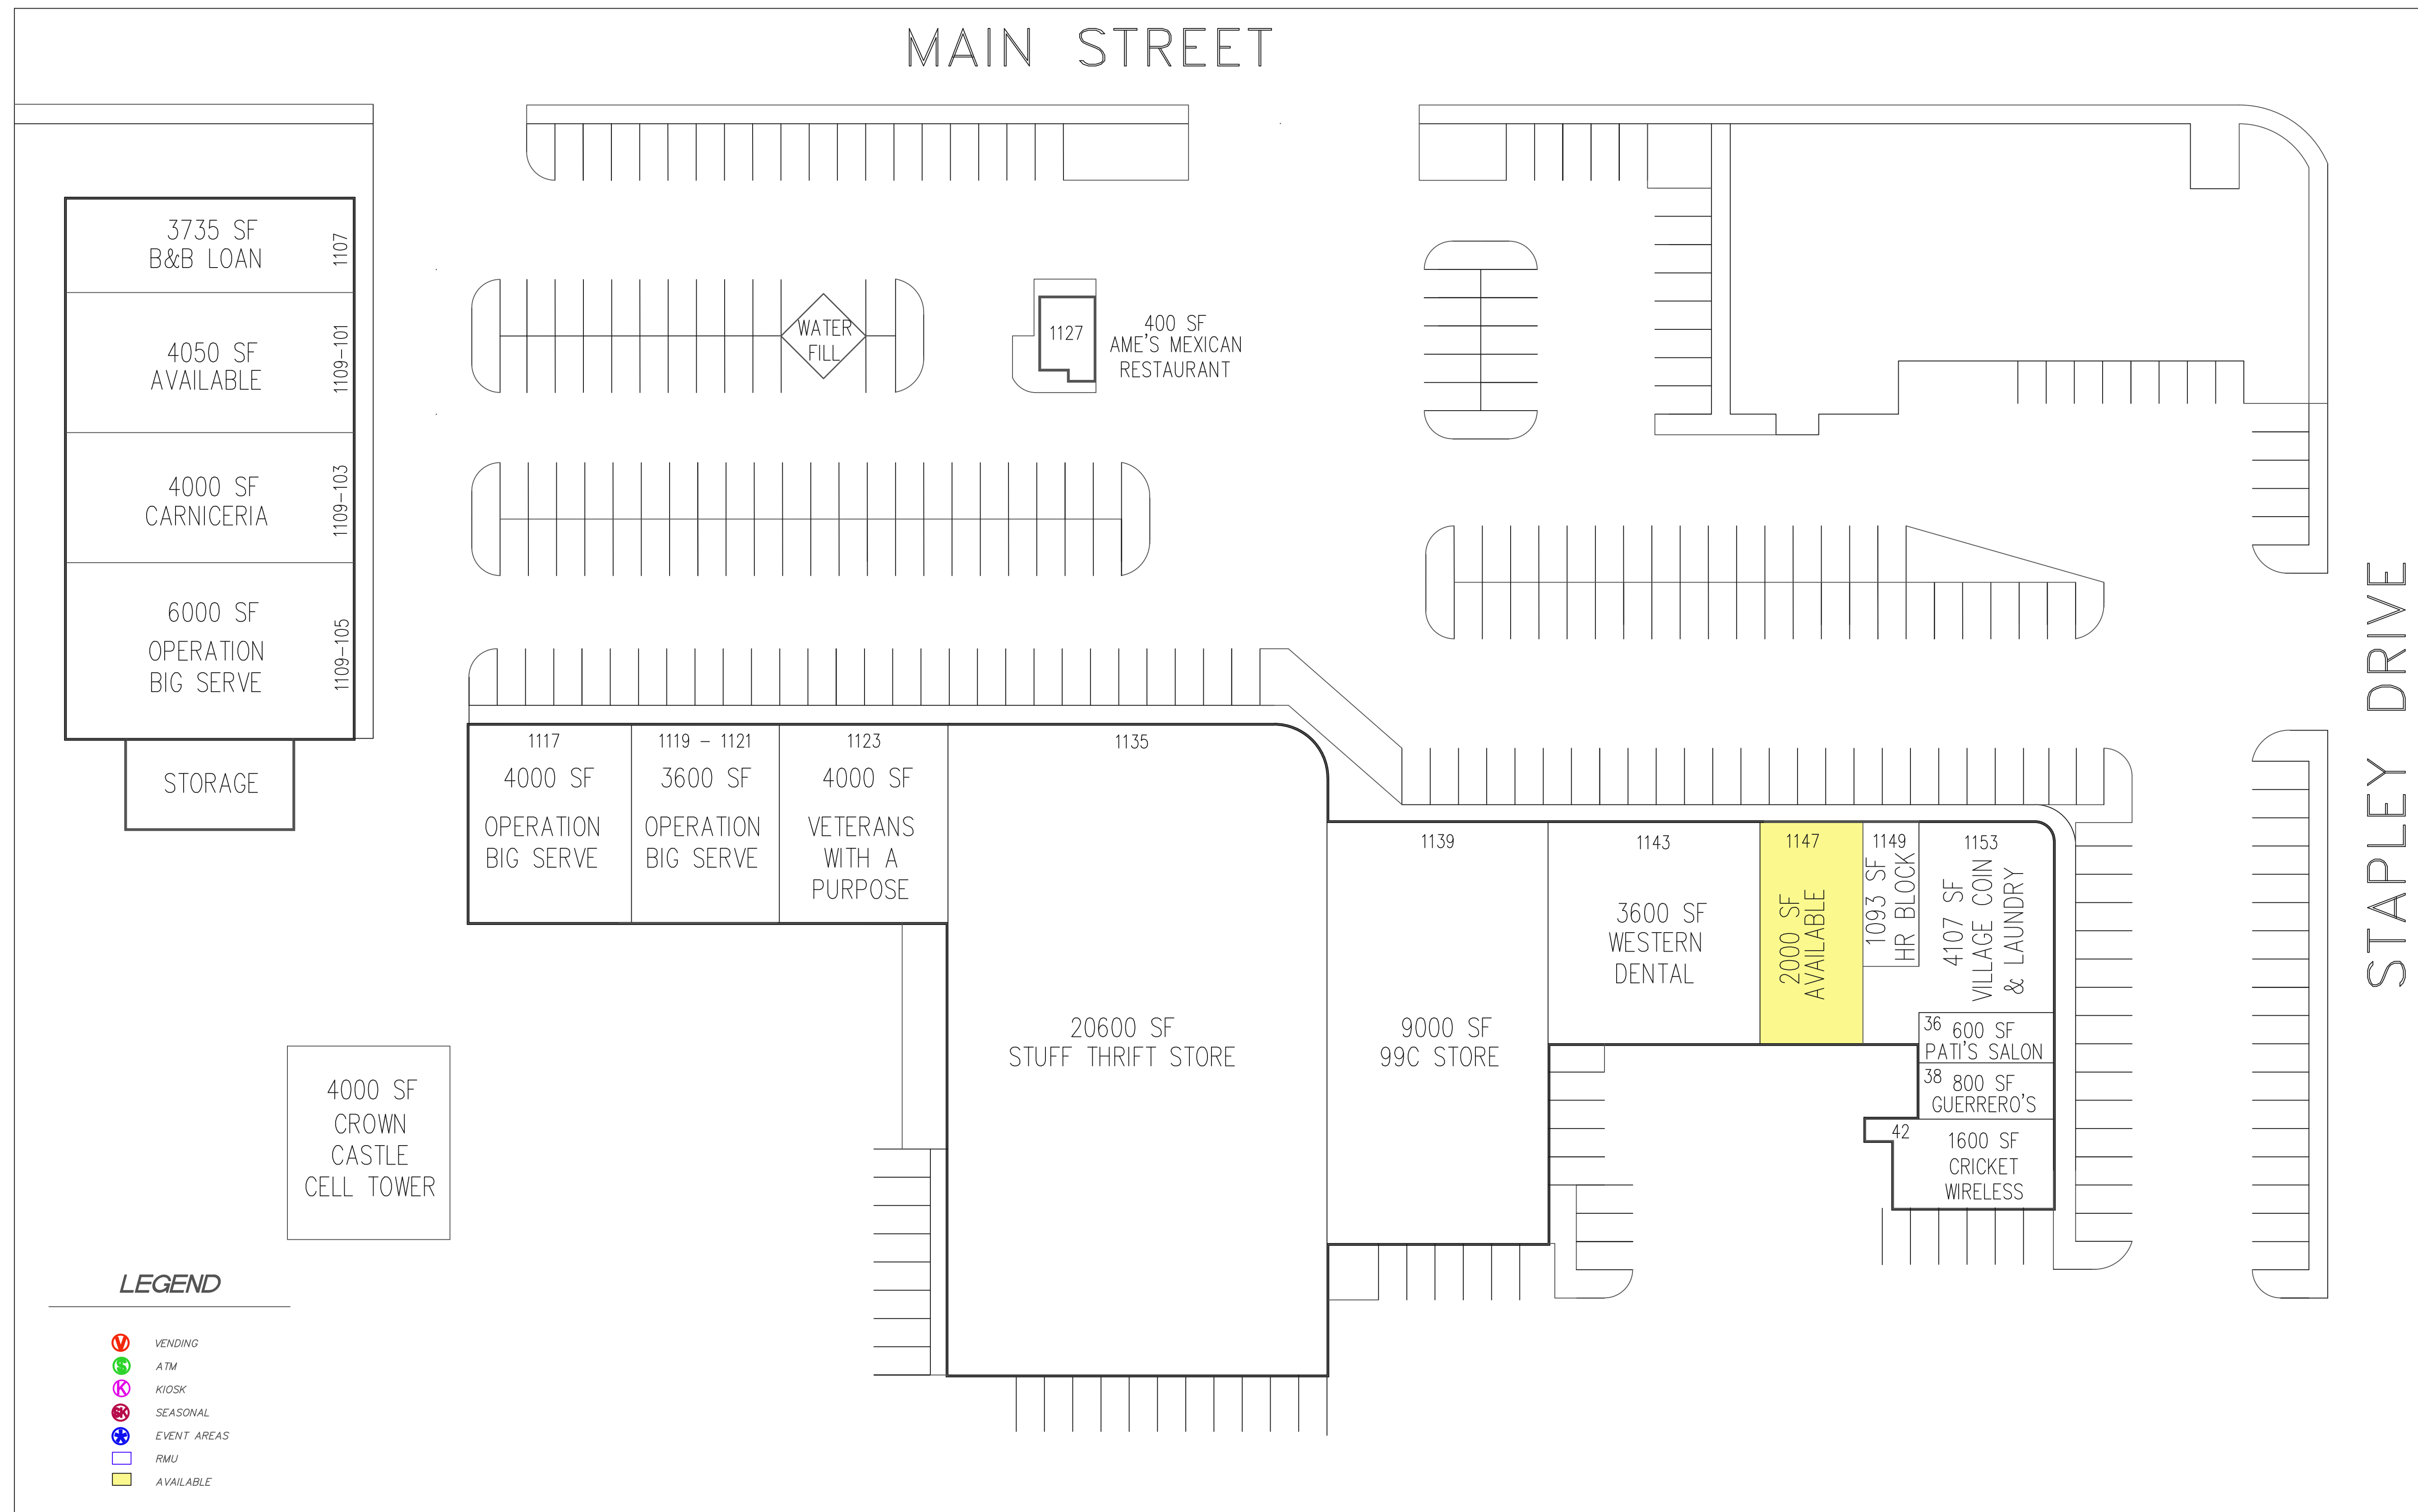 MAIN STREET
3735 SF
B&B LOAN
1107
4050 SF
AVAILABLE
1109-101
4000 SF
CARNICERIA
1109-103
6000 SF
OPERATION
BIG SERVE
1109-105
STORAGE
WATER
FILL
1127
400 SF
AME'S MEXICAN
RESTAURANT
1117
4000 SF
OPERATION
BIG SERVE
1119 - 1121
3600 SF
OPERATION
BIG SERVE
1123
4000 SF
VETERANS
WITH A
PURPOSE
1135
20600 SF
STUFF THRIFT STORE
1139
9000 SF
99C STORE
1143
3600 SF
WESTERN
DENTAL
1147
2000 SF
AVAILABLE
1149
1093 SF
HR BLOCK
1153
4107 SF
VILLAGE COIN
& LAUNDRY
36
600 SF
PATI'S SALON
38
800 SF
GUERRERO'S
42
1600 SF
CRICKET
WIRELESS
STAPLEY DRIVE
4000 SF
CROWN
CASTLE
CELL TOWER
LEGEND
V VENDING
S ATM
K KIOSK
SK SEASONAL
* EVENT AREAS
RMU
AVAILABLE